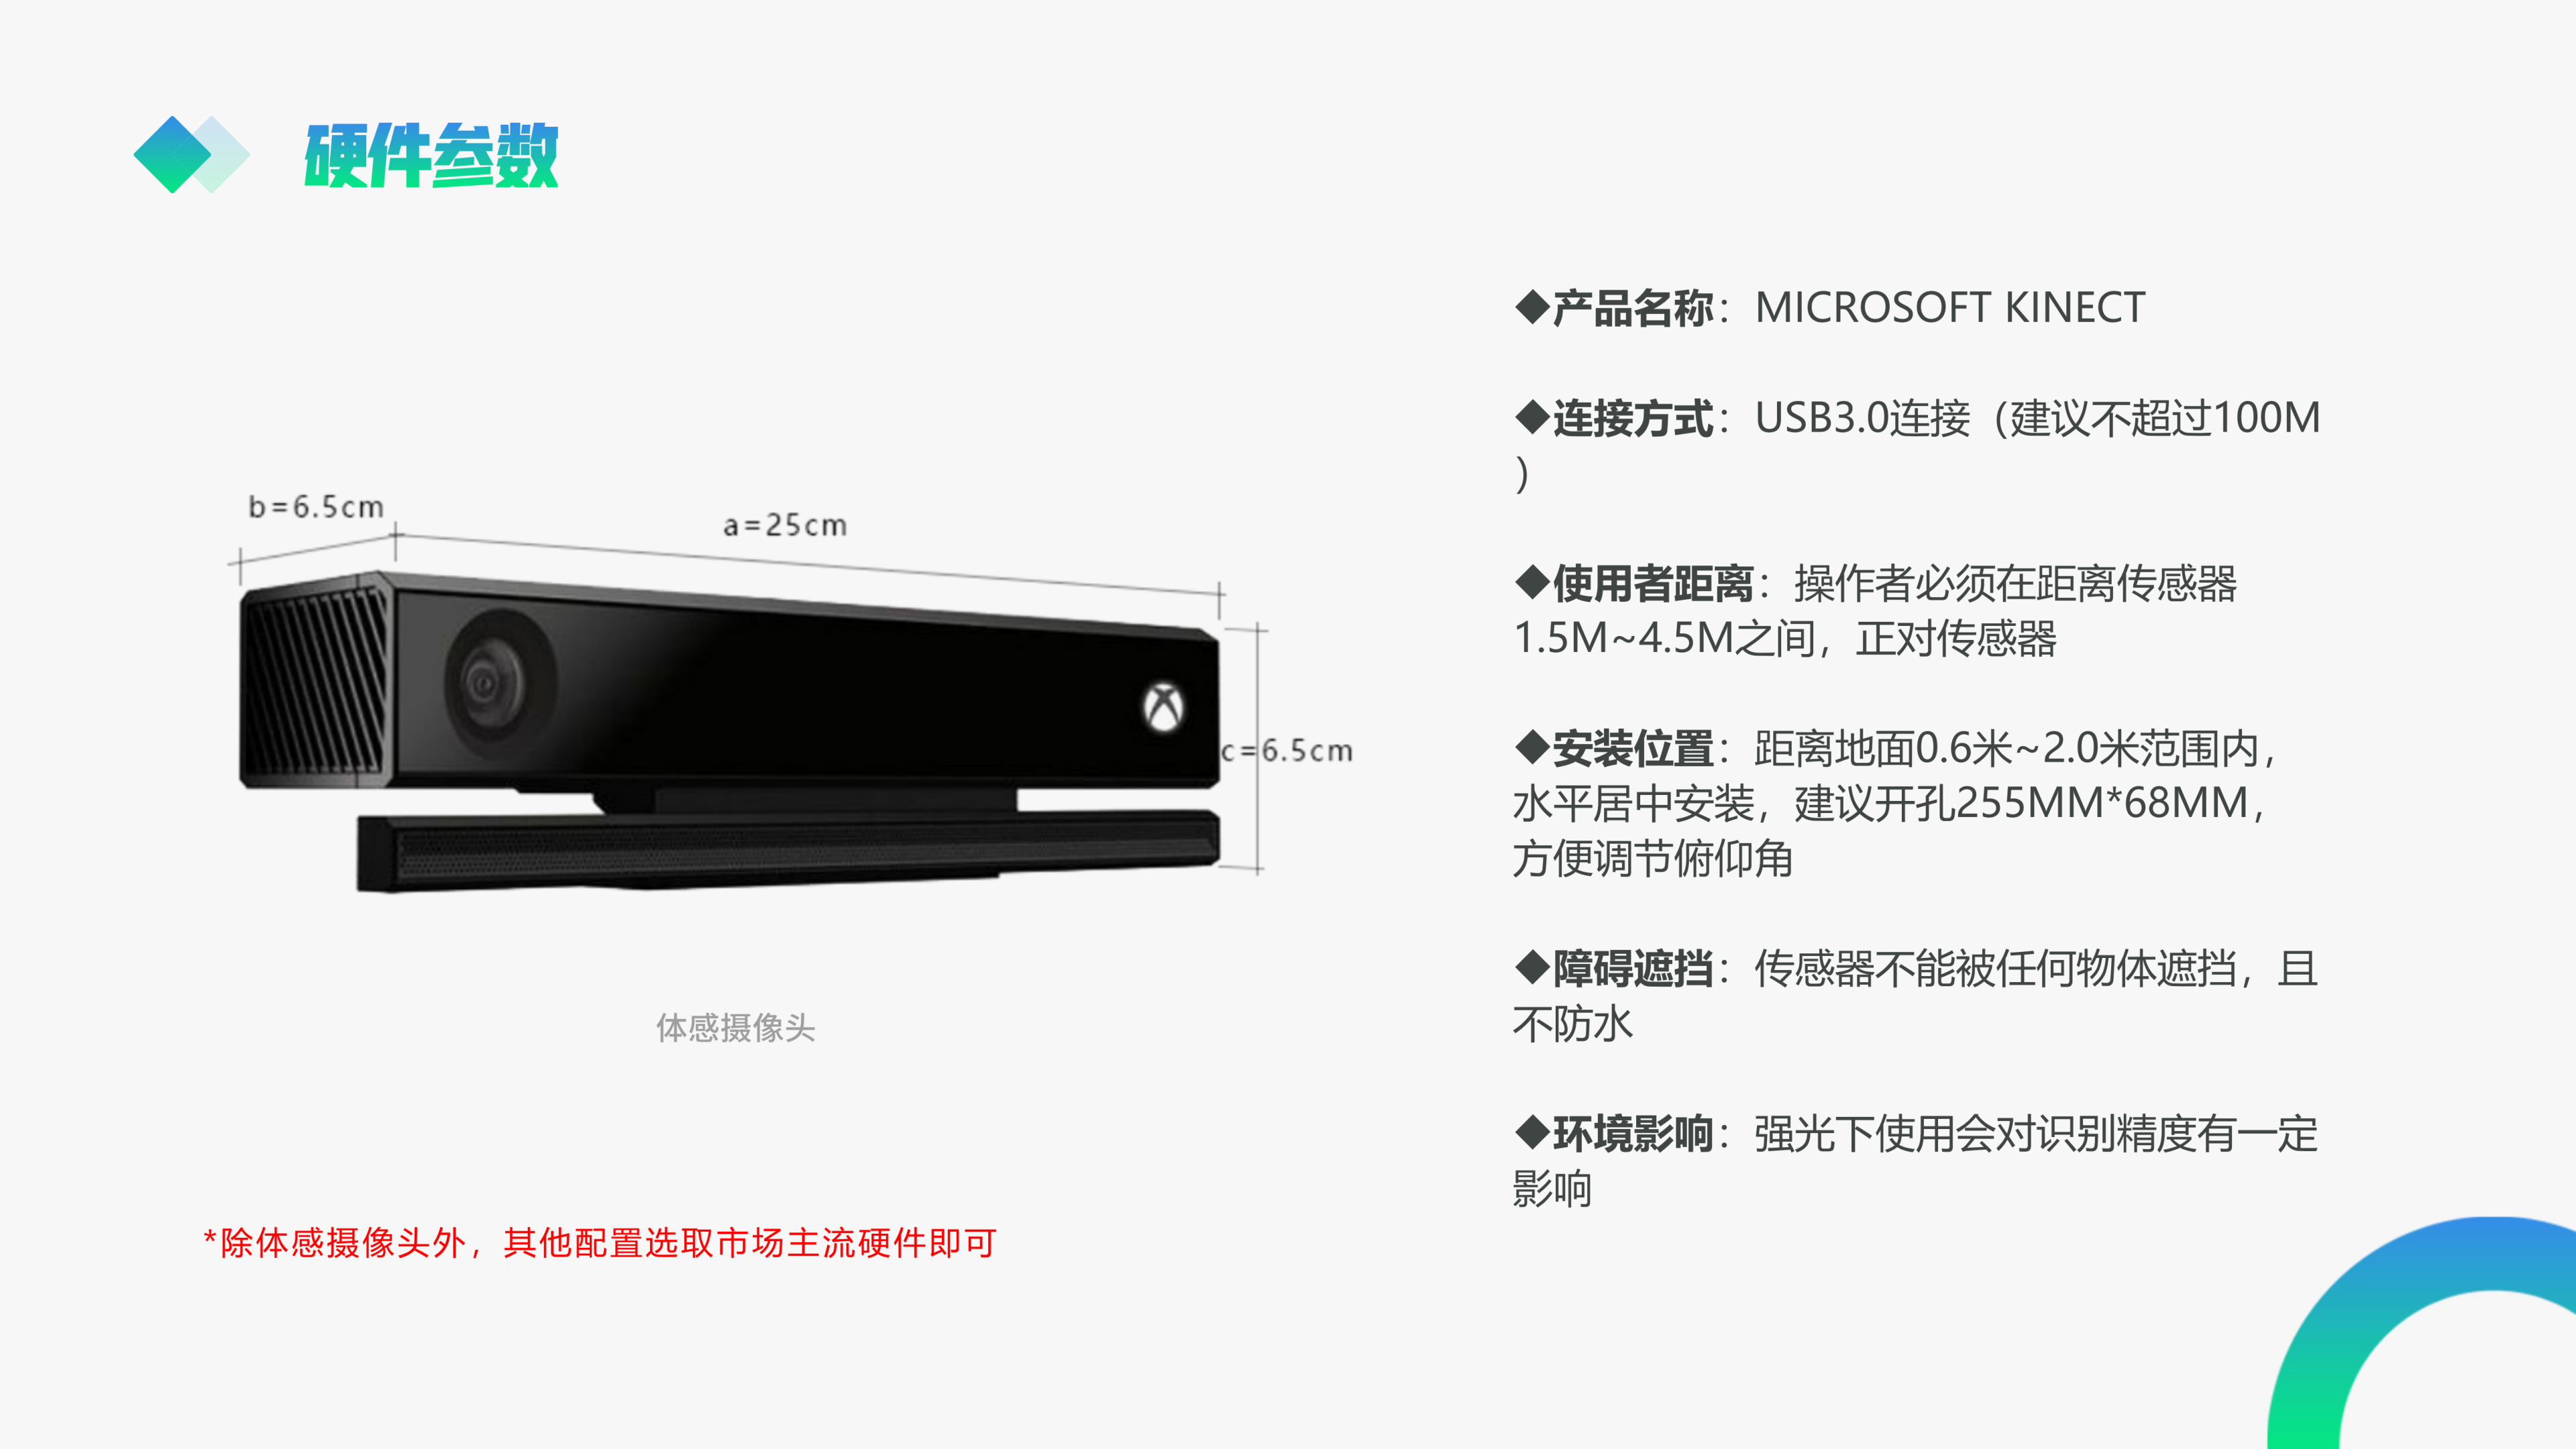 硬件参数
b=6.5cm
a=25cm
c=6.5cm
体感摄像头
*除体感摄像头外，其他配置选取市场主流硬件即可
◆产品名称：MICROSOFT KINECT
◆连接方式：USB3.0连接（建议不超过100M
）
◆使用者距离：操作者必须在距离传感器
1.5M~4.5M之间，正对传感器
◆安装位置：距离地面0.6米~2.0米范围内，
水平居中安装，建议开孔255MM*68MM，
方便调节俯仰角
◆障碍遮挡：传感器不能被任何物体遮挡，且
不防水
◆环境影响：强光下使用会对识别精度有一定
影响